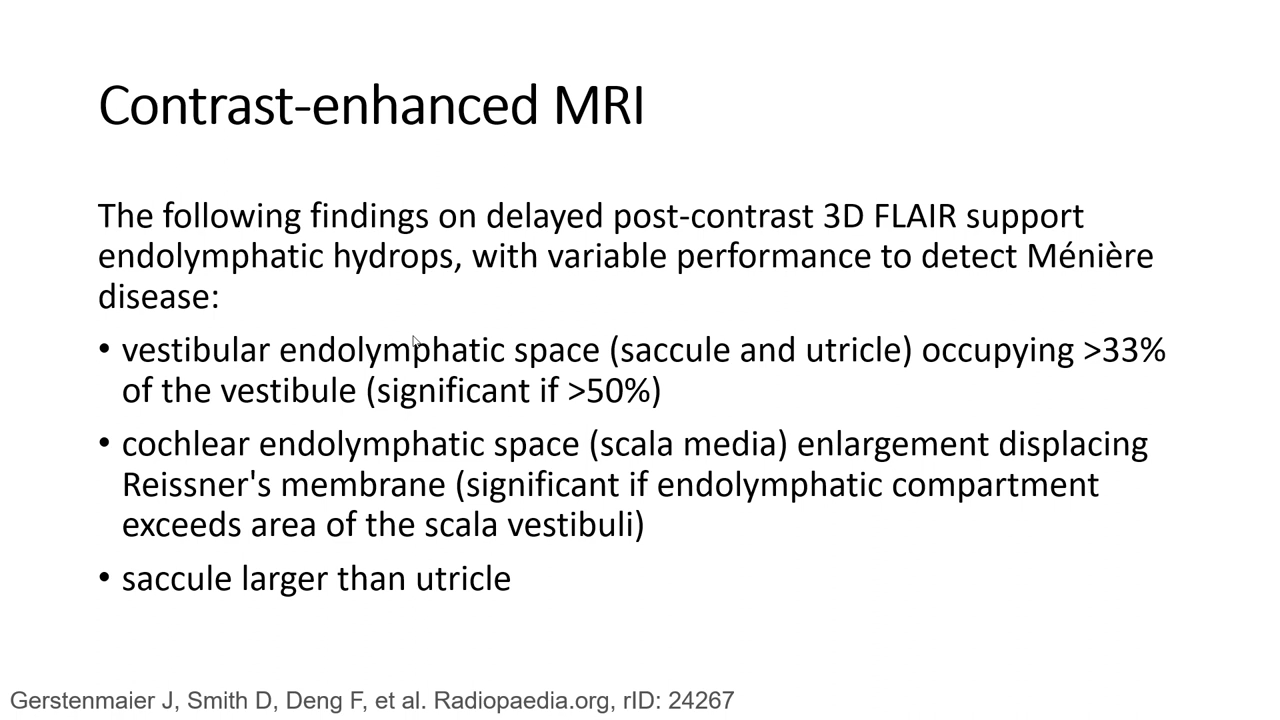 Contrast-enhanced MRI
The following findings on delayed post-contrast 3D FLAIR support
endolymphatic hydrops, with variable performance to detect Ménière
disease:
• vestibular endolymphatic space (saccule and utricle) occupying >33%
of the vestibule (significant if >50%)
• cochlear endolymphatic space (scala media) enlargement displacing
Reissner's membrane (significant if endolymphatic compartment
exceeds area of the scala vestibuli)
• saccule larger than utricle
Gerstenmaier J, Smith D, Deng F, et al. Radiopaedia.org, rID: 24267